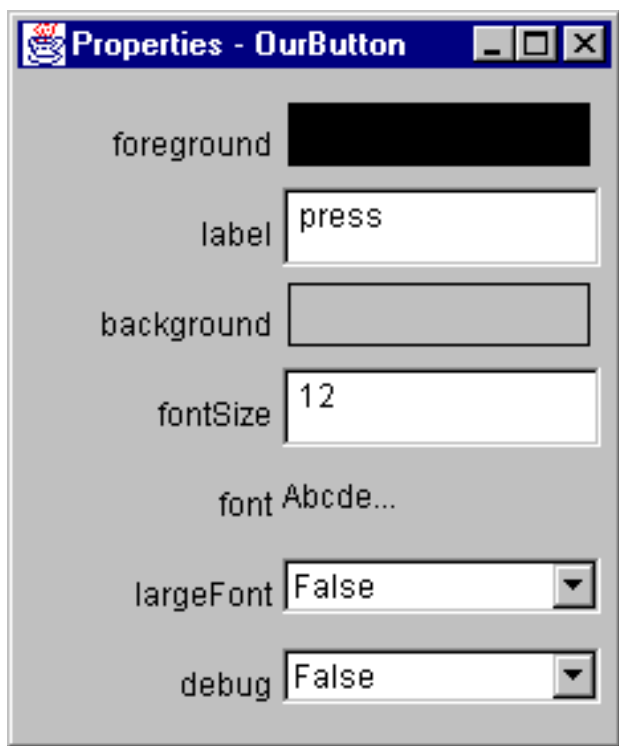 Properties - OurButton
foreground
label press
background
fontSize 12
font Abcde...
largeFont False
debug False